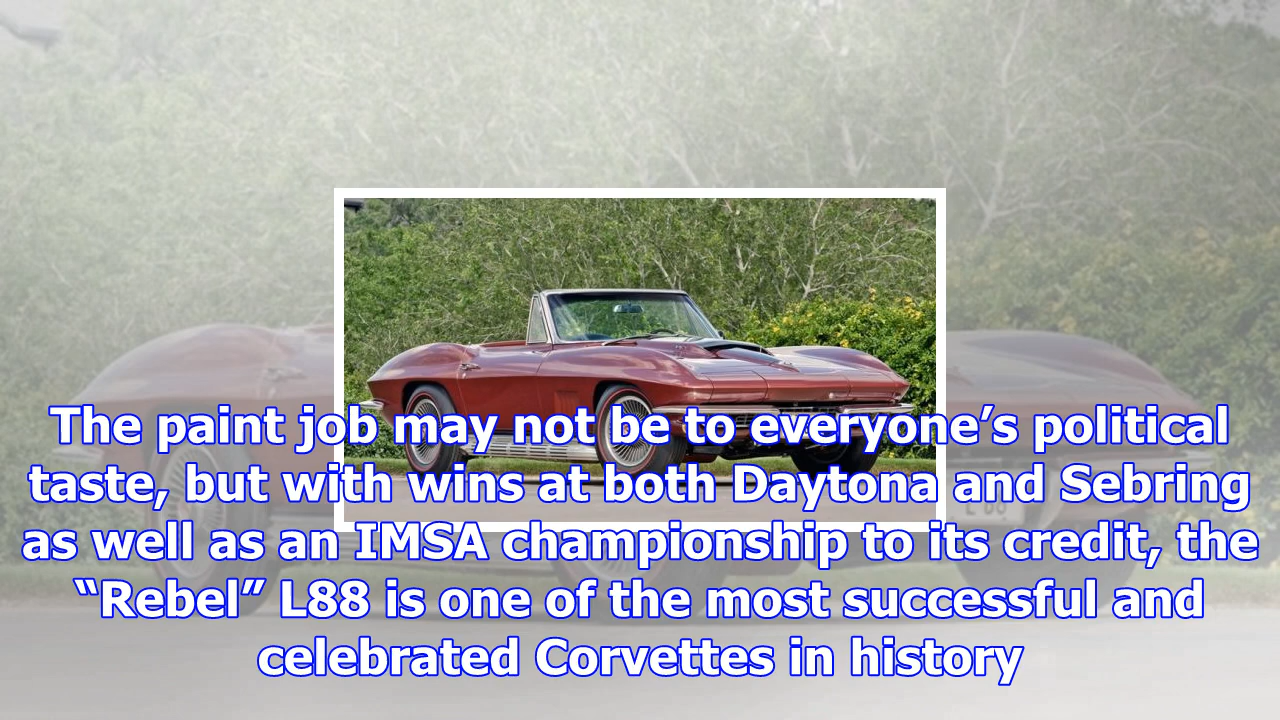 The paint job may not be to everyone’s political
taste, but with wins at both Daytona and Sebring
as well as an IMSA championship to its credit, the
“Rebel” L88 is one of the most successful and
celebrated Corvettes in history